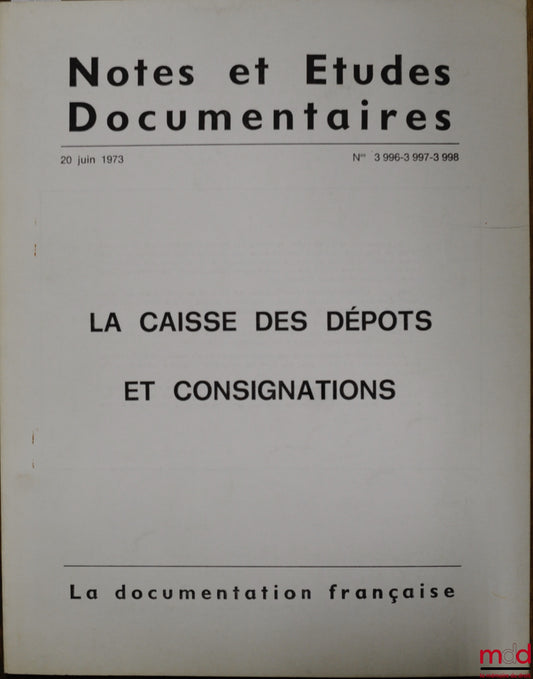 Notes et Etudes
Documentaires
20 juin 1973
Nos 3 996-3 997-3 998
LA CAISSE DES DÉPOTS
ET CONSIGNATIONS
La documentation française
mdd